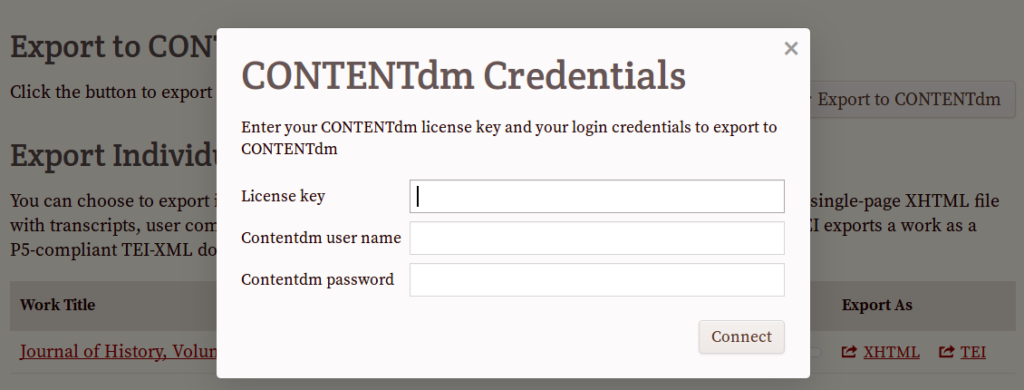 Export to CON
Click the button to export
Export to CONTENTdm
Export Individu
You can choose to export
single-page XHTML file
with transcripts, user com
EI exports a work as a
P5-compliant TEI-XML do
Work Title
Export As
Journal of History, Volun
XHTML
TEI
×
CONTENTdm Credentials
Enter your CONTENTdm license key and your login credentials to export to
CONTENTdm
License key
Contentdm user name
Contentdm password
Connect